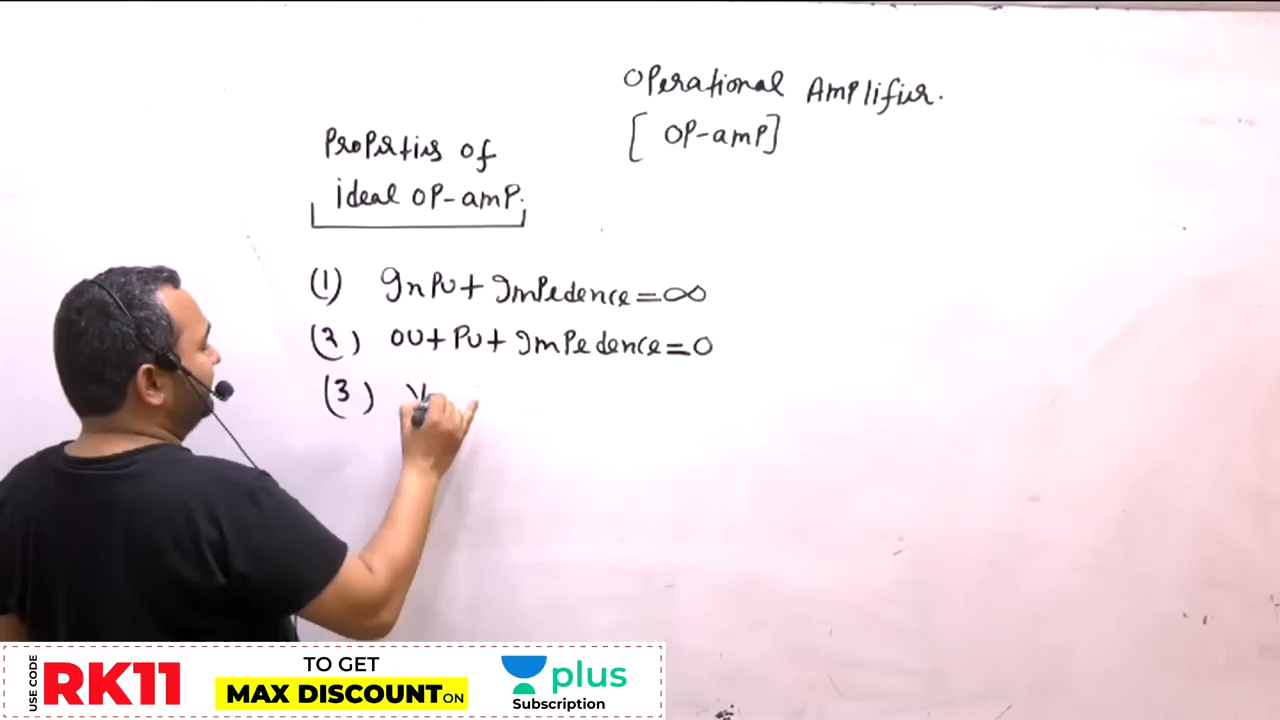 Operational Amplifier.
[OP-amp]
Properties of
ideal OP-amp.
(1) Input Impedence = ∞
(2) output Impedence = 0
(3) V
USE CODE
RK11
TO GET
MAX DISCOUNT ON
plus
Subscription